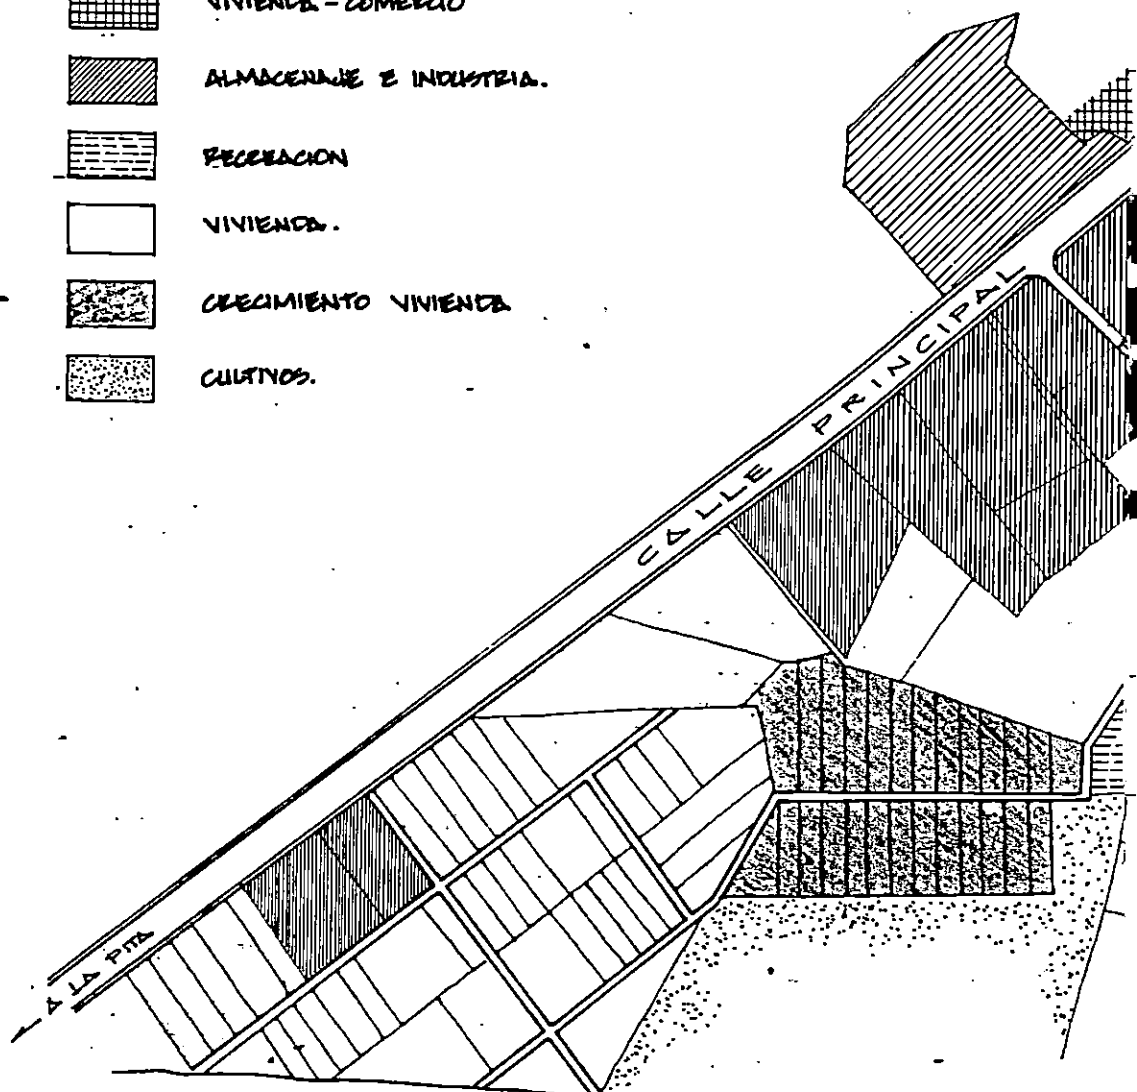 VIVIENDA - COMERCIO
ALMACENAJE E INDUSTRIA.
RECREACION
VIVIENDA.
CRECIMIENTO VIVIENDA
CULTIVOS.
CALLE PRINCIPAL
A LA PITA